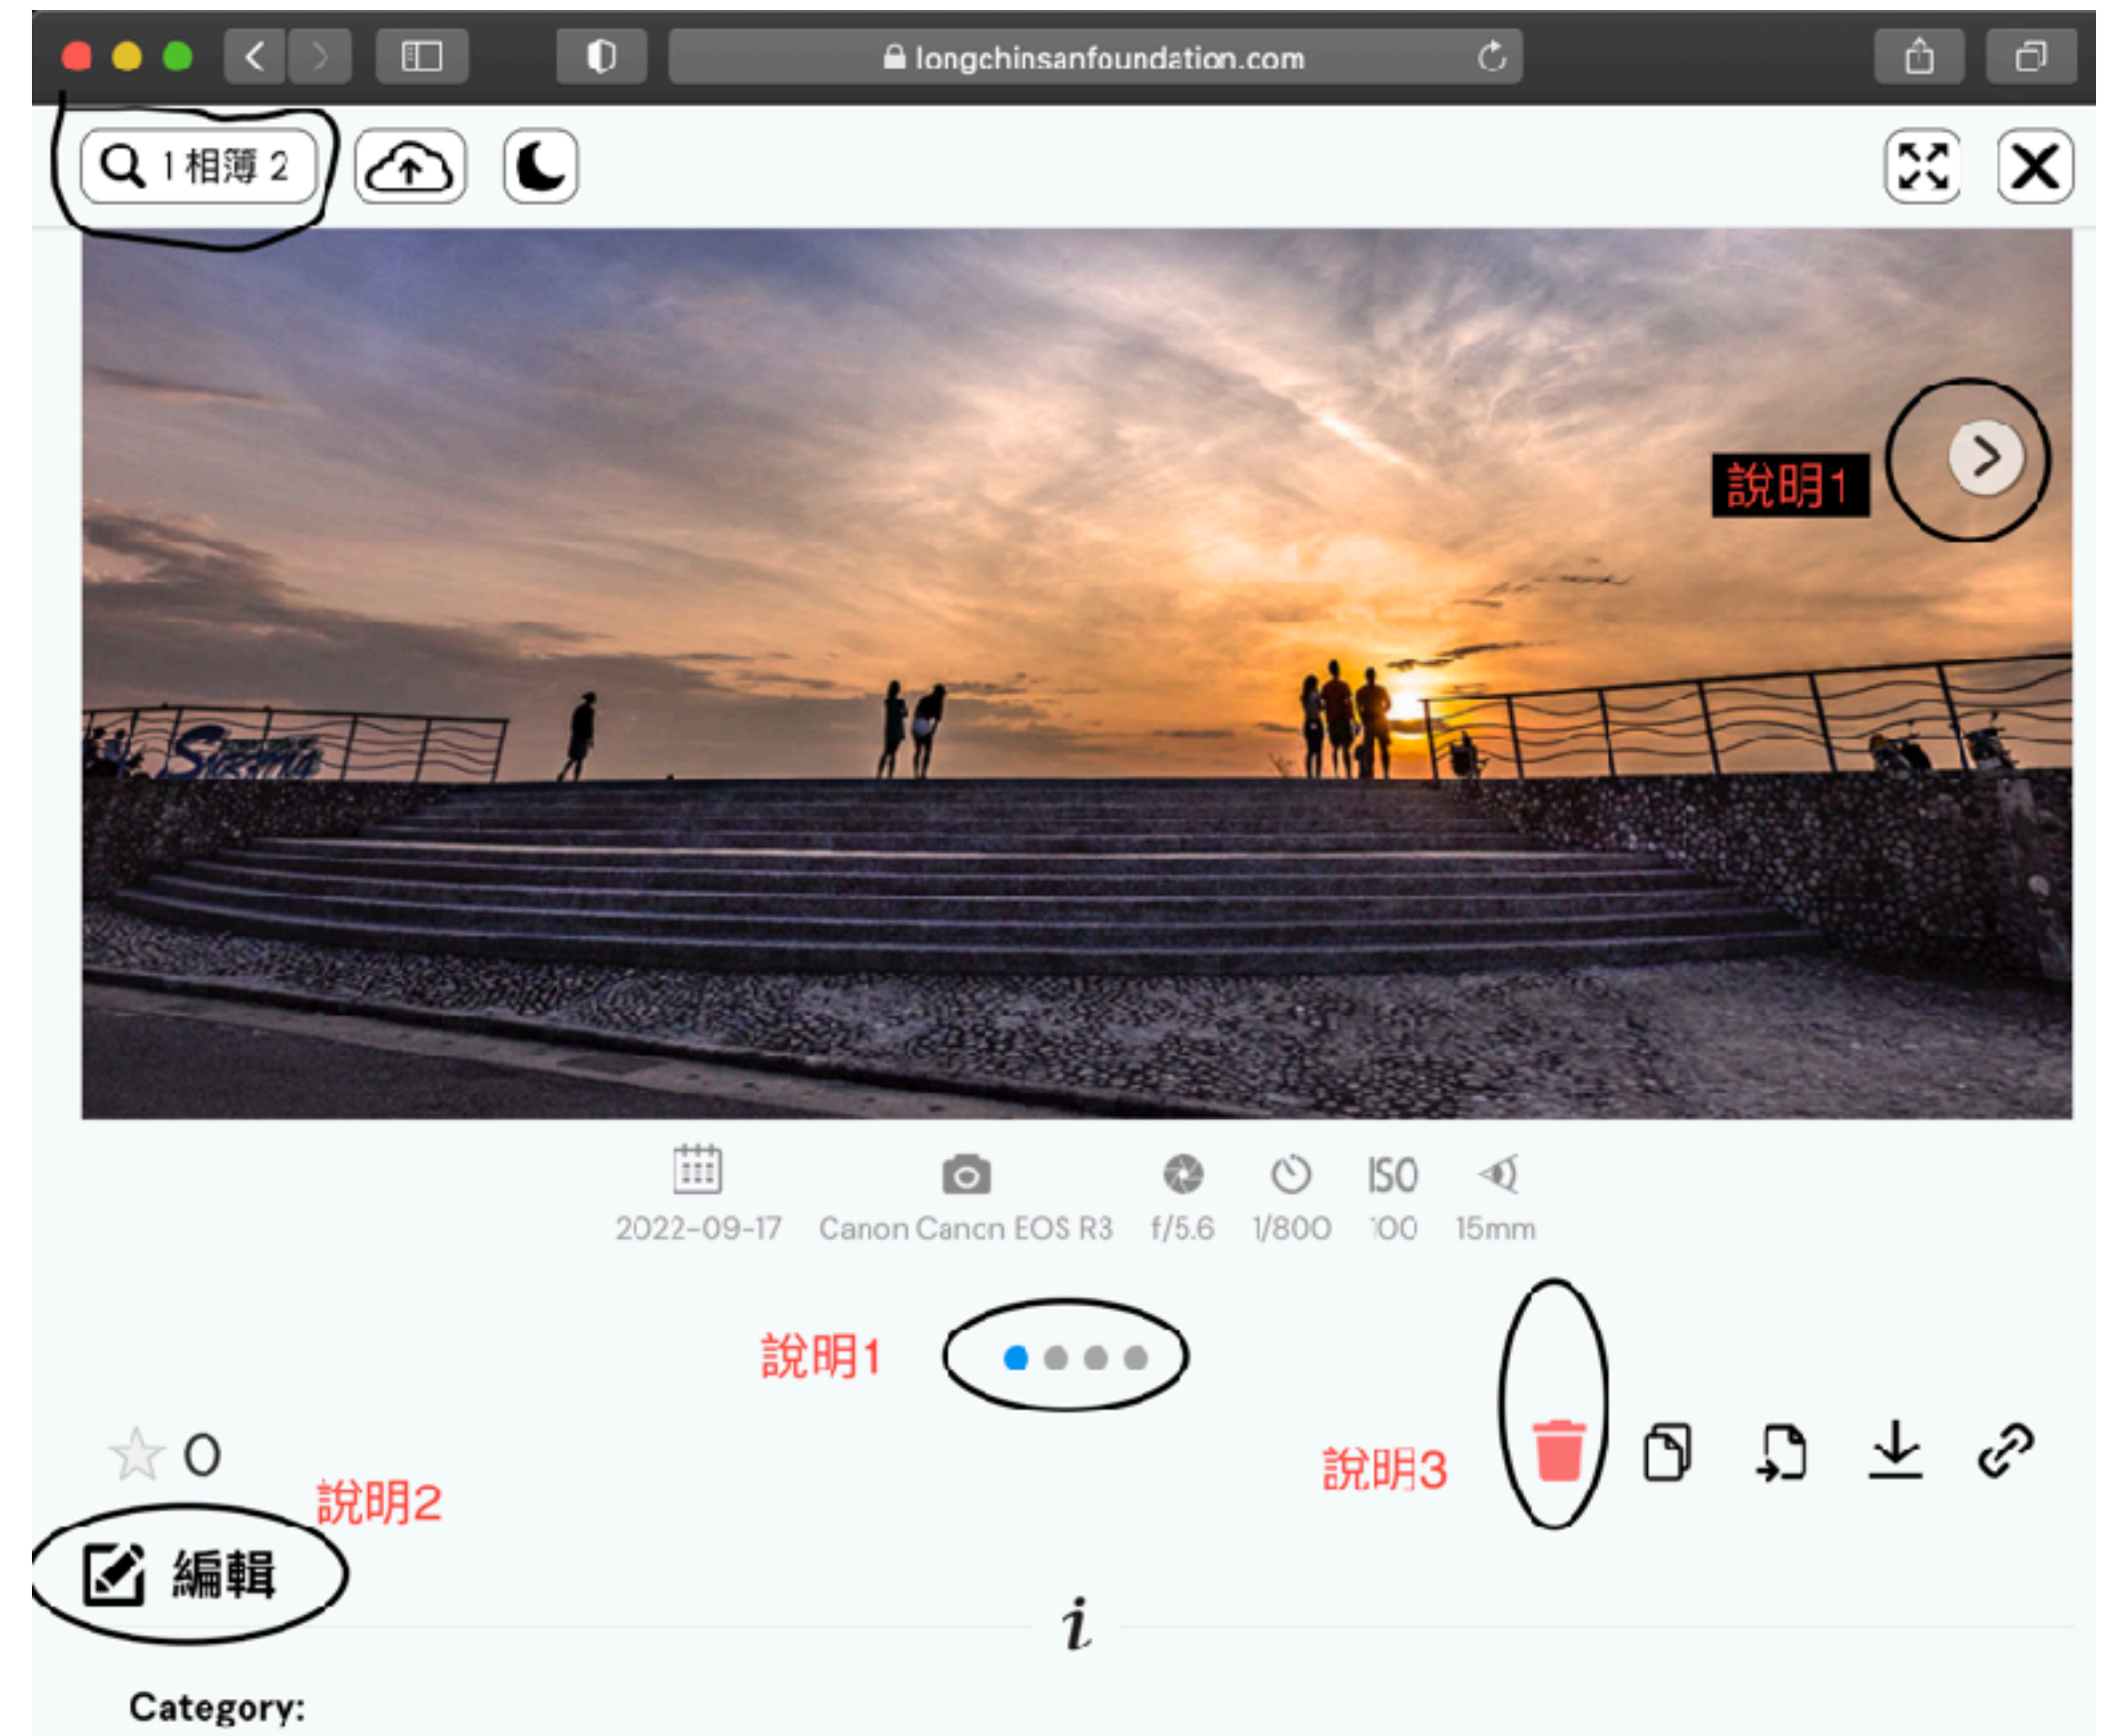 longchinsanfoundation.com
1 相簿 2
說明1
2022-09-17 Canon Canon EOS R3 f/5.6 1/800 ISO 100 15mm
說明1
0
說明2
說明3
編輯
i
Category: